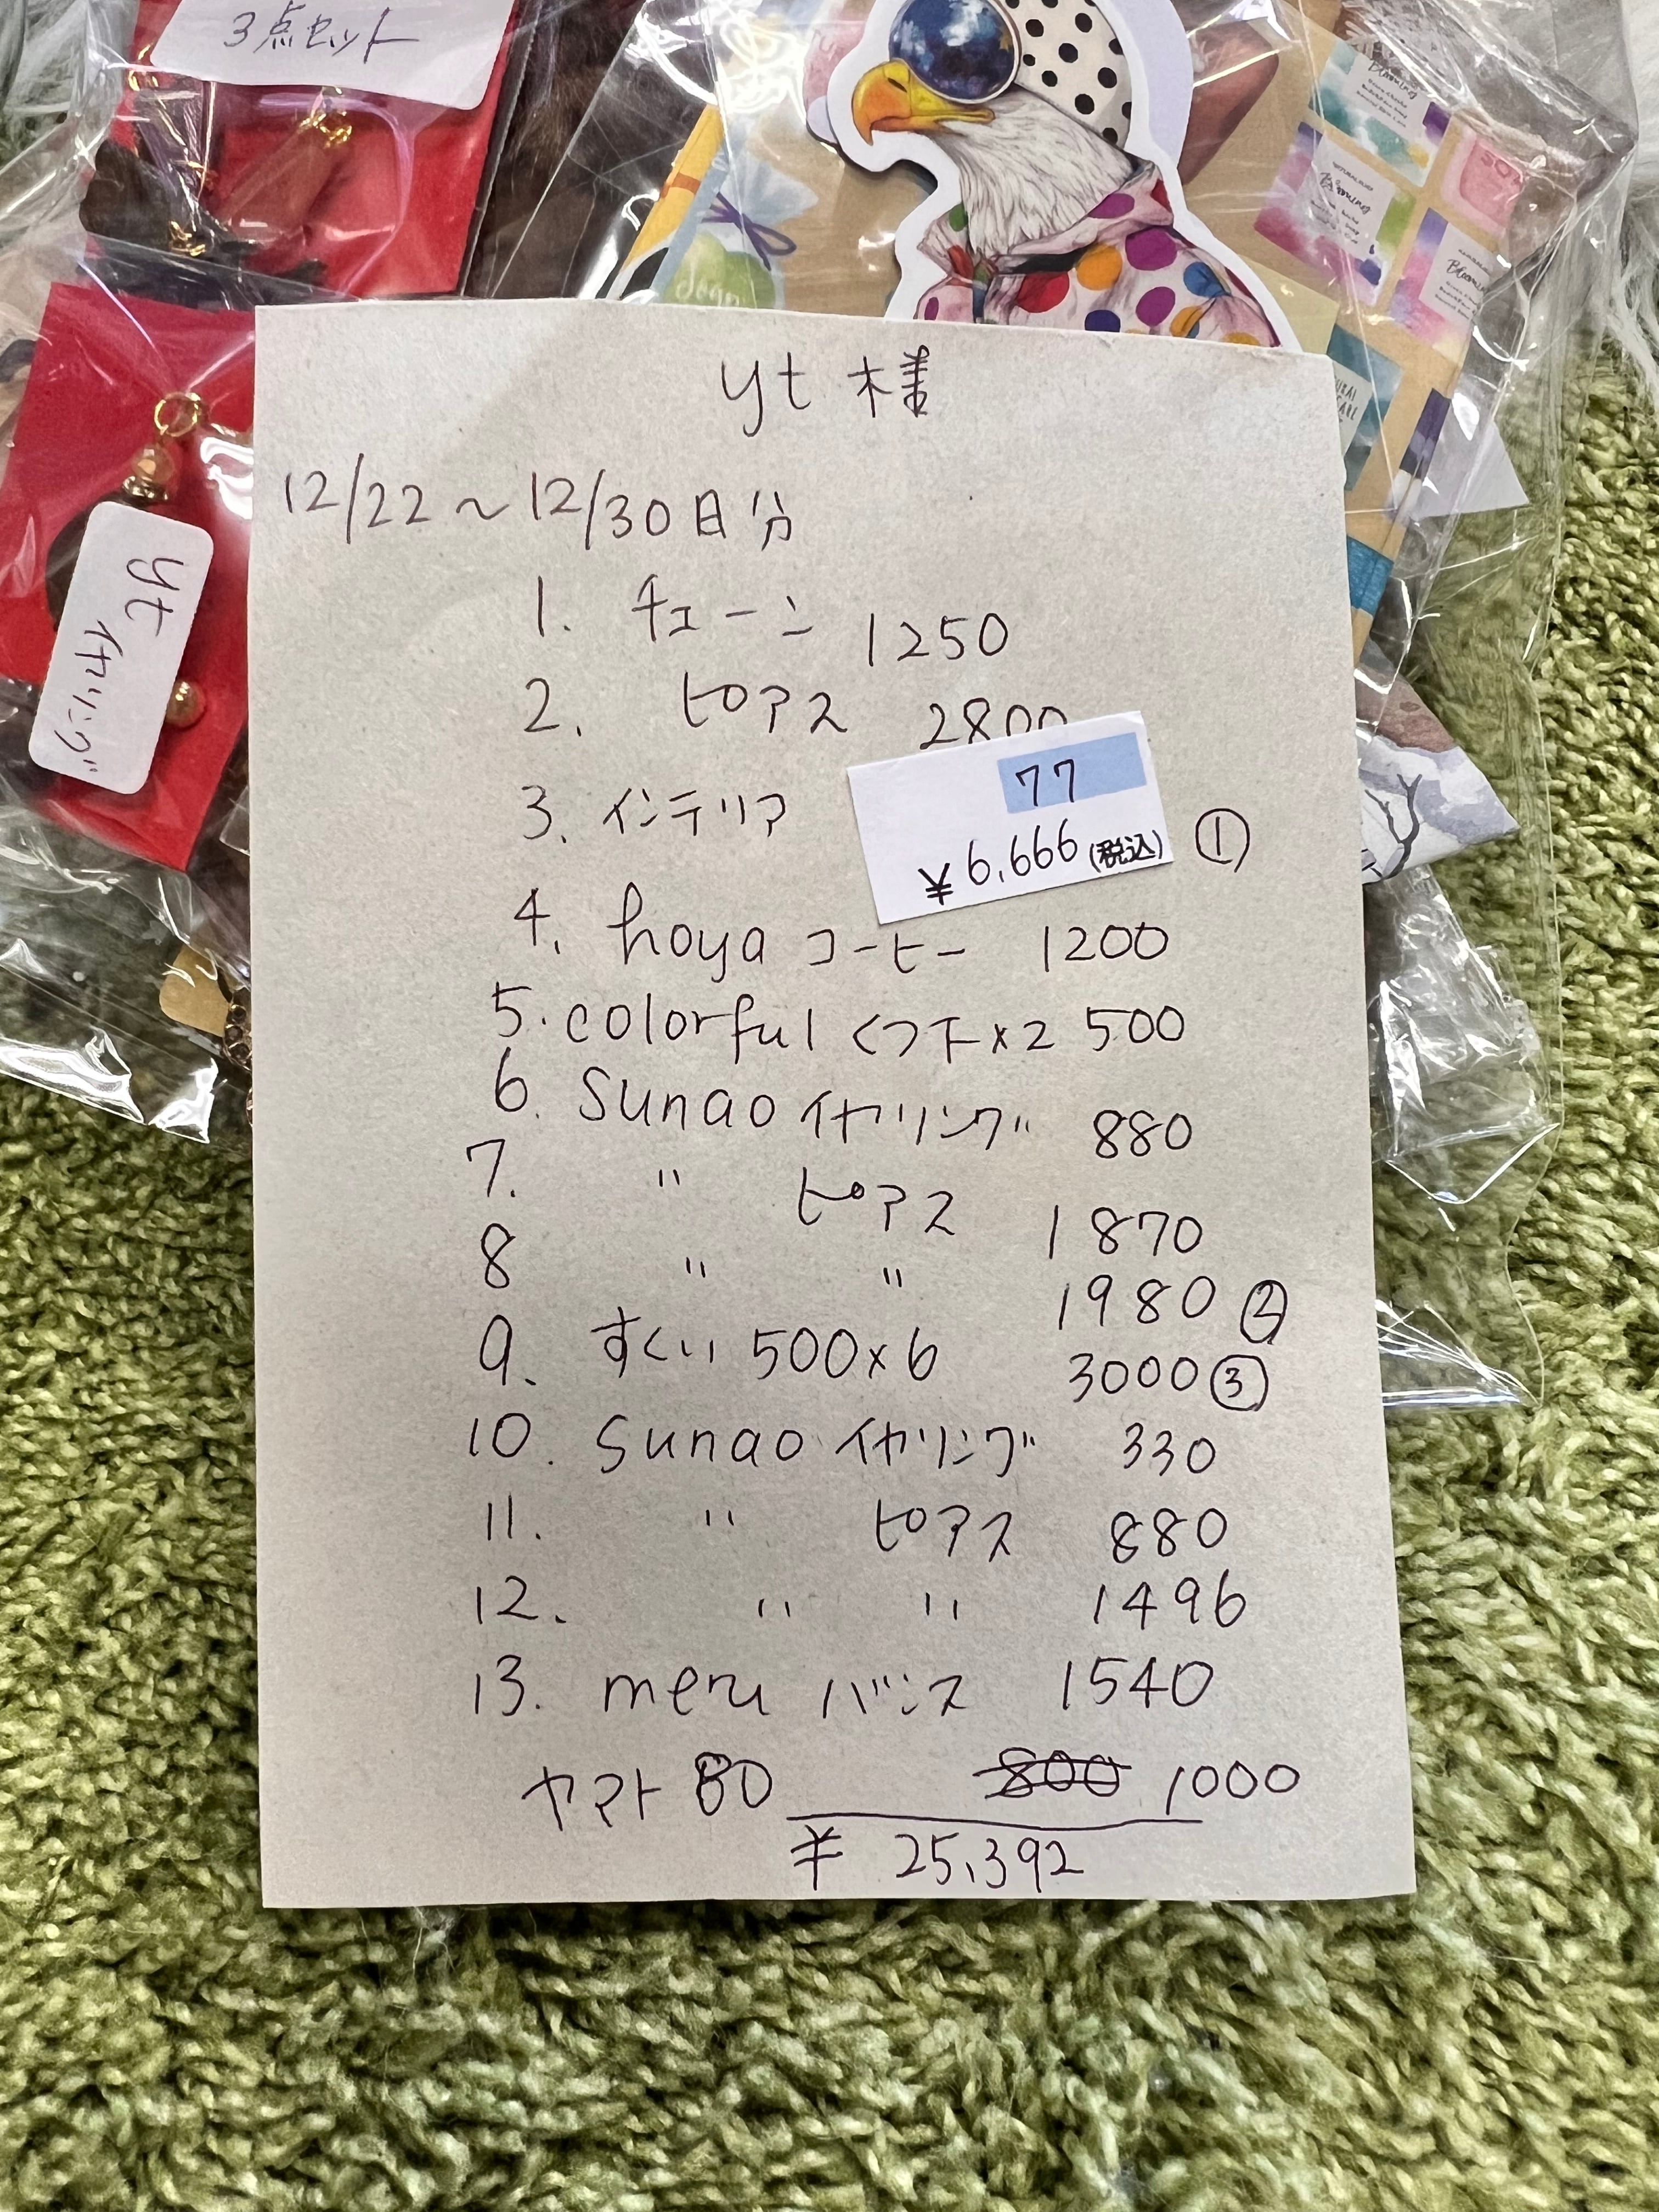 3点セット
Blooming
Blooming
Blooming
yt イヤリング
yt 様
12/22～12/30日分
1. チェーン 1250
2. ピアス 2800
77
3. インテリア ¥6,666(税込) ①
4. hoya コーヒー 1200
5. colorful くつ下×2 500
6. Sunao イヤリング 880
7. 〃 ピアス 1870
8 〃 〃 1980 ②
9. すくい 500×6 3000 ③
10. Sunao イヤリング 330
11. 〃 ピアス 880
12. 〃 〃 1496
13. meru バンス 1540
ヤマト 80 800 1000
¥ 25,392